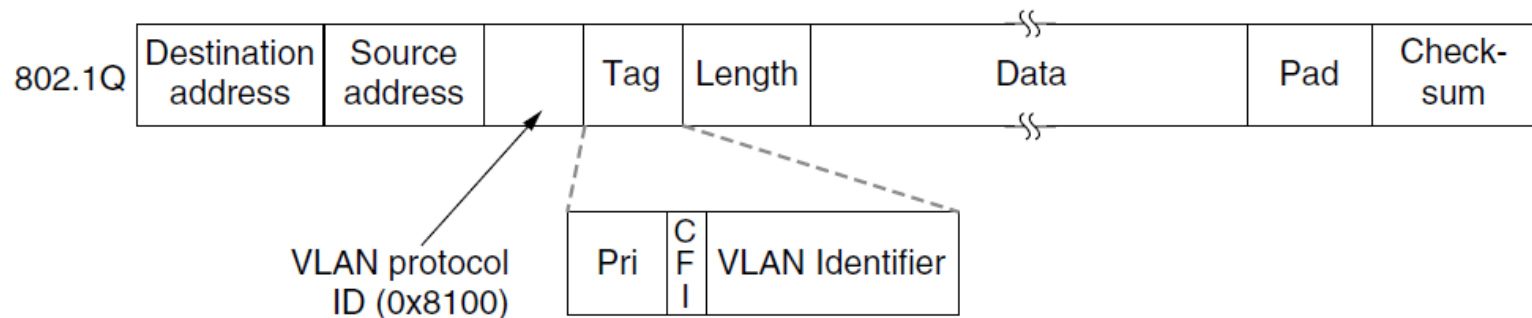 802.1Q
Destination
address
Source
address
Tag
Length
Data
Pad
Check-
sum
VLAN protocol
ID (0x8100)
Pri
C
F
I
VLAN Identifier